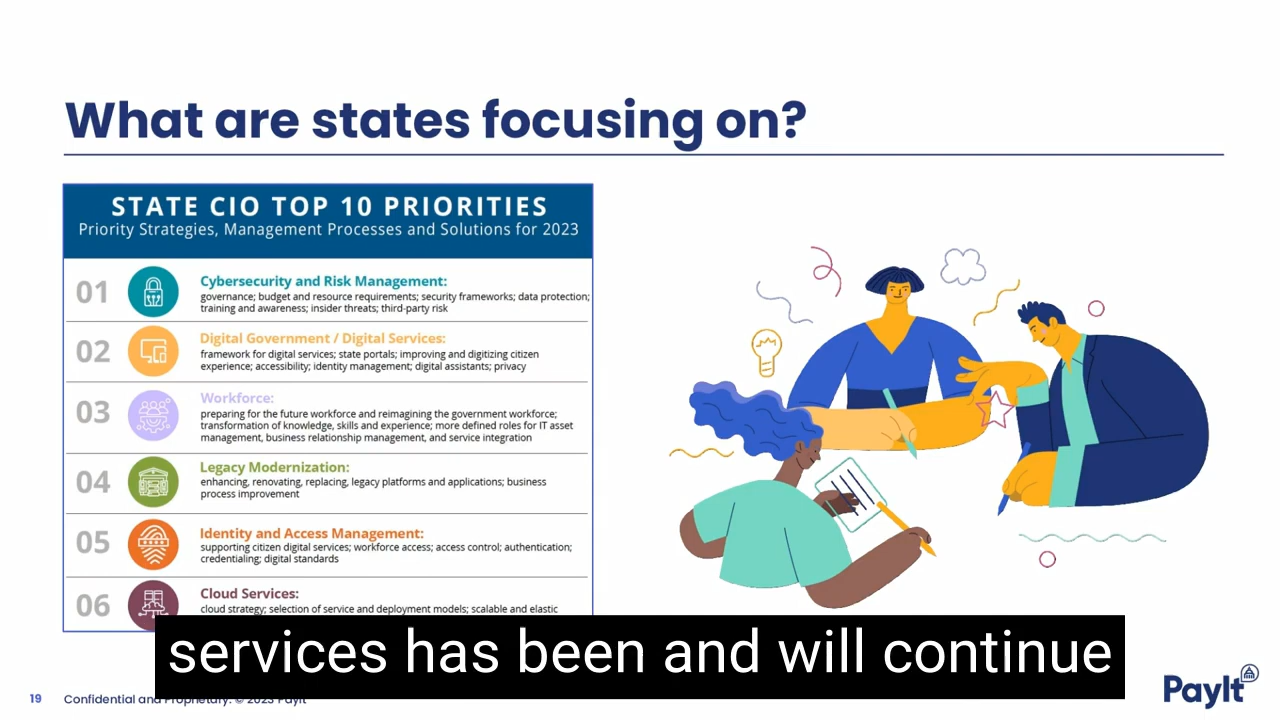 What are states focusing on?
STATE CIO TOP 10 PRIORITIES
Priority Strategies, Management Processes and Solutions for 2023
01
Cybersecurity and Risk Management:
governance; budget and resource requirements; security frameworks; data protection;
training and awareness; insider threats; third-party risk
02
Digital Government / Digital Services:
framework for digital services; state portals; improving and digitizing citizen
experience; accessibility; identity management; digital assistants; privacy
03
Workforce:
preparing for the future workforce and reimagining the government workforce;
transformation of knowledge, skills and experience; more defined roles for IT asset
management, business relationship management, and service integration
04
Legacy Modernization:
enhancing, renovating, replacing, legacy platforms and applications; business
process improvement
05
Identity and Access Management:
supporting citizen digital services; workforce access; access control; authentication;
credentialing; digital standards
06
Cloud Services:
cloud strategy; selection of service and deployment models; scalable and elastic
services has been and will continue
19 Confidential and Proprietary. © 2023 PayIt
PayIt